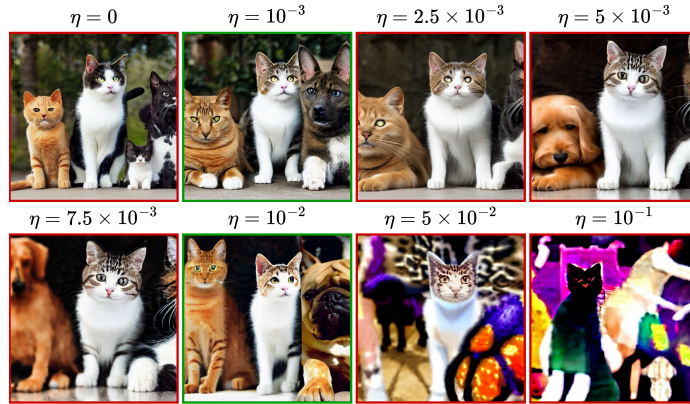 η = 0
η = 10⁻³
η = 2.5 × 10⁻³
η = 5 × 10⁻³
η = 7.5 × 10⁻³
η = 10⁻²
η = 5 × 10⁻²
η = 10⁻¹